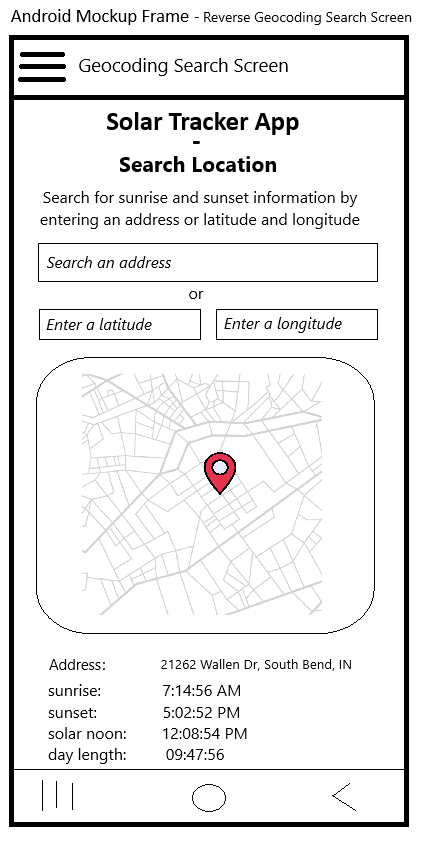 Android Mockup Frame - Reverse Geocoding Search Screen
Geocoding Search Screen
Solar Tracker App
-
Search Location
Search for sunrise and sunset information by
entering an address or latitude and longitude
Search an address
or
Enter a latitude Enter a longitude
Address: 21262 Wallen Dr, South Bend, IN
sunrise: 7:14:56 AM
sunset: 5:02:52 PM
solar noon: 12:08:54 PM
day length: 09:47:56